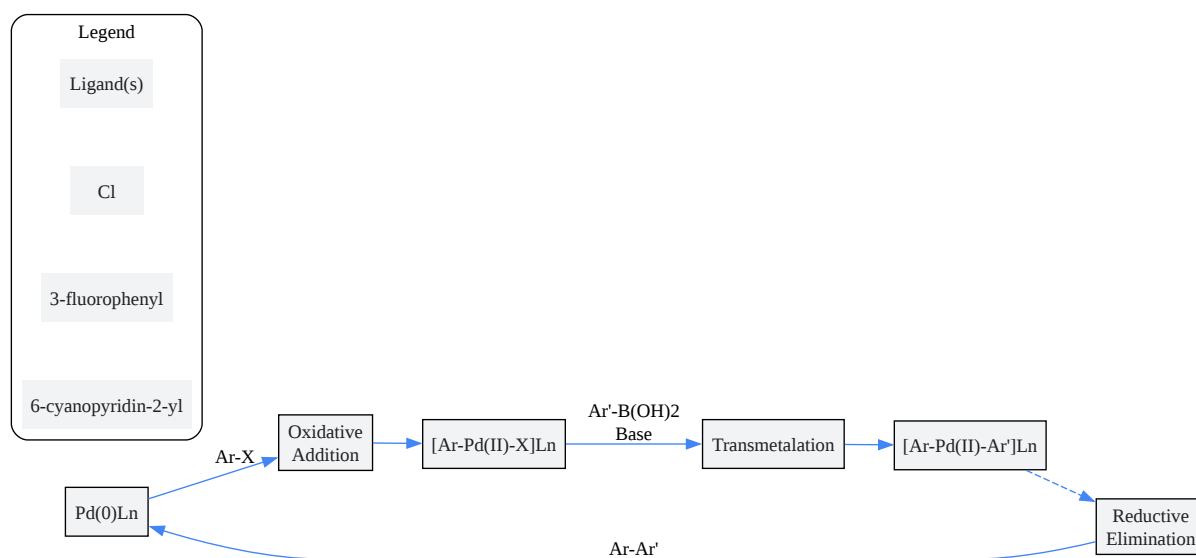 Legend
Ligand(s)
Cl
3-fluorophenyl
6-cyanopyridin-2-yl
Ar-X
Pd(0)Ln
Oxidative
Addition
[Ar-Pd(II)-X]Ln
Ar'-B(OH)2
Base
Transmetalation
[Ar-Pd(II)-Ar']Ln
Reductive
Elimination
Ar-Ar'